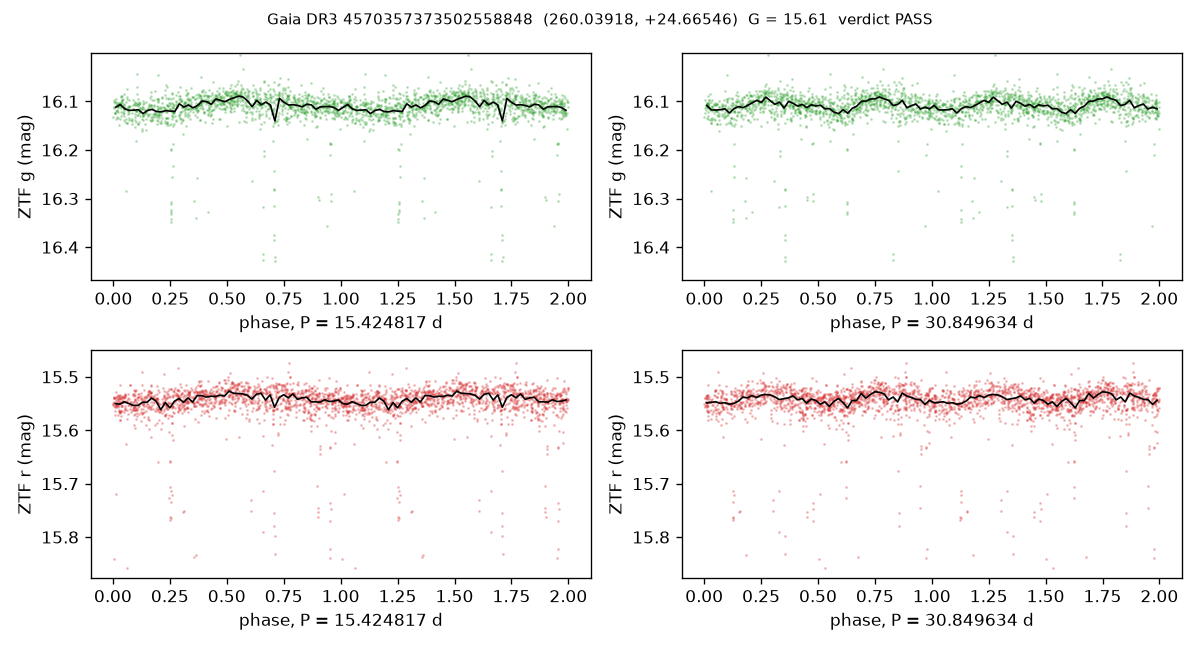 Gaia DR3 4570357373502558848 (260.03918, +24.66546) G = 15.61 verdict PASS
ZTF g (mag)
16.1
16.2
16.3
16.4
0.00 0.25 0.50 0.75 1.00 1.25 1.50 1.75 2.00
phase, P = 15.424817 d
ZTF g (mag)
16.1
16.2
16.3
16.4
0.00 0.25 0.50 0.75 1.00 1.25 1.50 1.75 2.00
phase, P = 30.849634 d
ZTF r (mag)
15.5
15.6
15.7
15.8
0.00 0.25 0.50 0.75 1.00 1.25 1.50 1.75 2.00
phase, P = 15.424817 d
ZTF r (mag)
15.5
15.6
15.7
15.8
0.00 0.25 0.50 0.75 1.00 1.25 1.50 1.75 2.00
phase, P = 30.849634 d